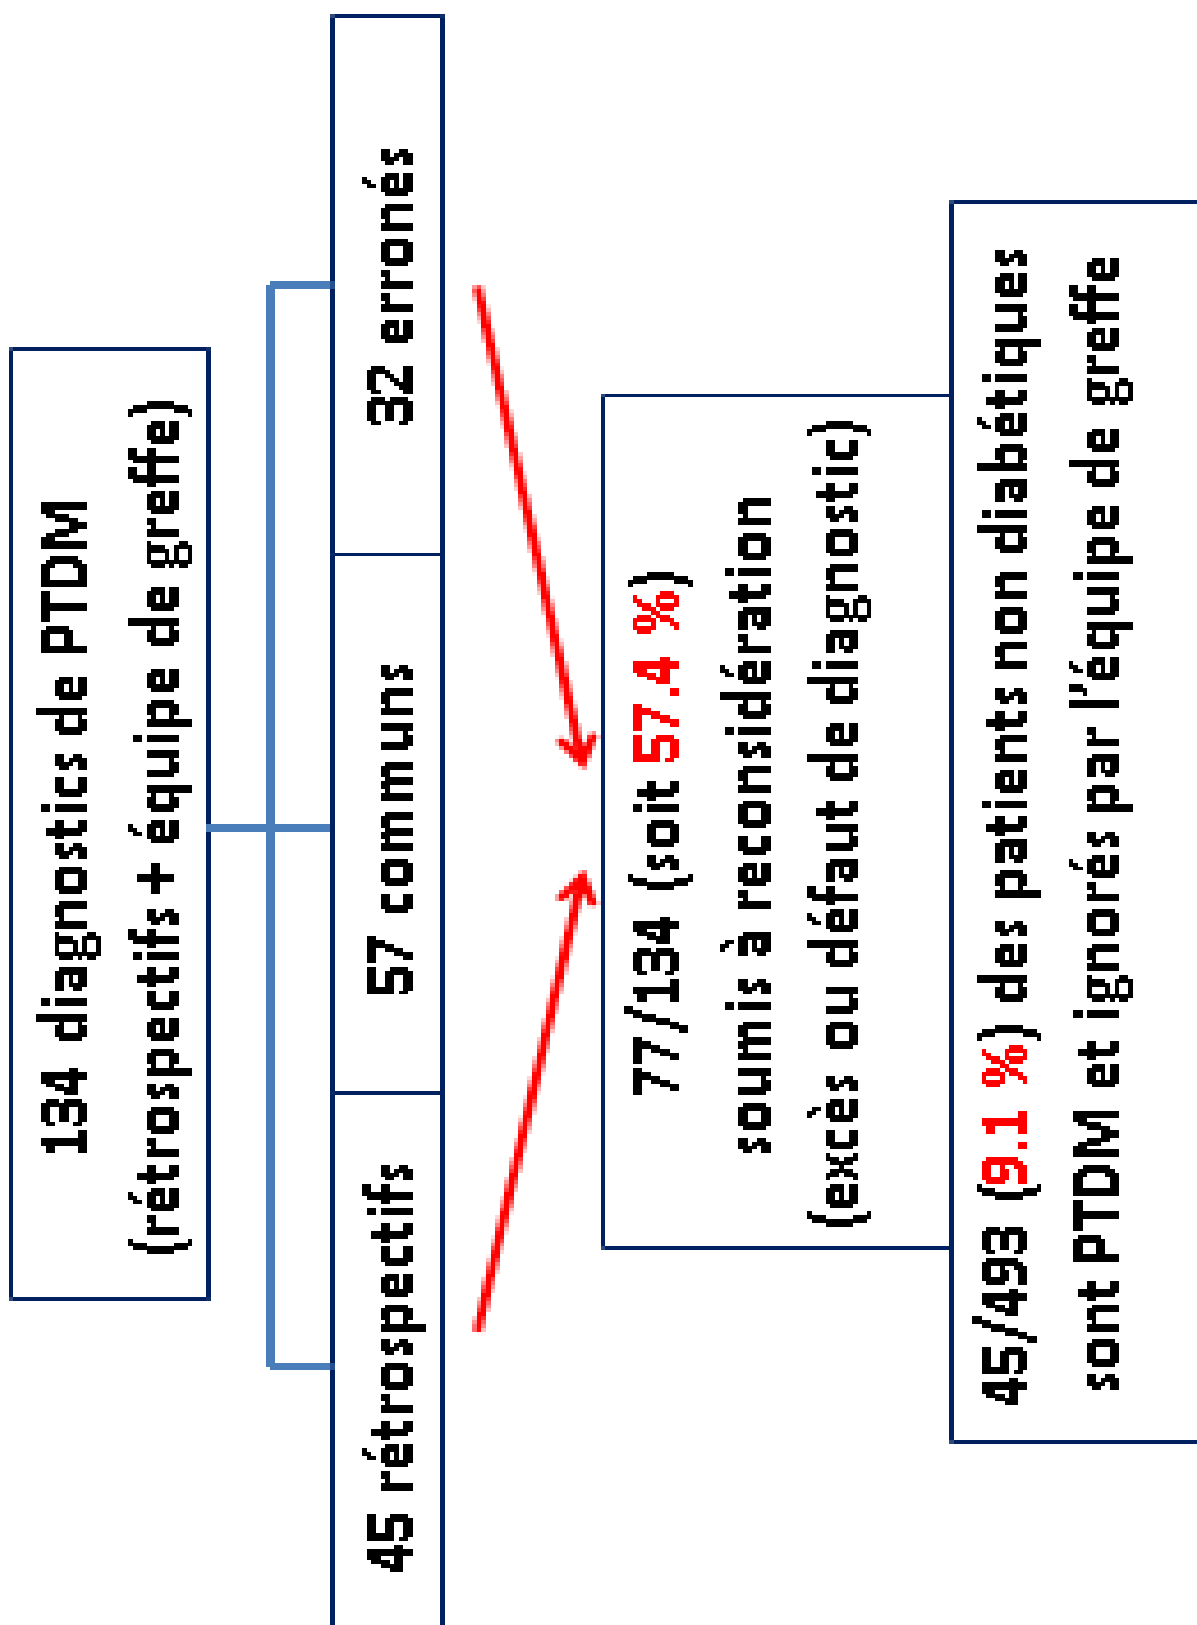 134 diagnostics de PTDM
(rétrospectifs + équipe de greffe)
45 rétrospectifs
57 communs
32 erronés
77/134 (soit 57.4 %)
soumis à reconsidération
(excès ou défaut de diagnostic)
45/493 (9.1 %) des patients non diabétiques
sont PTDM et ignorés par l'équipe de greffe